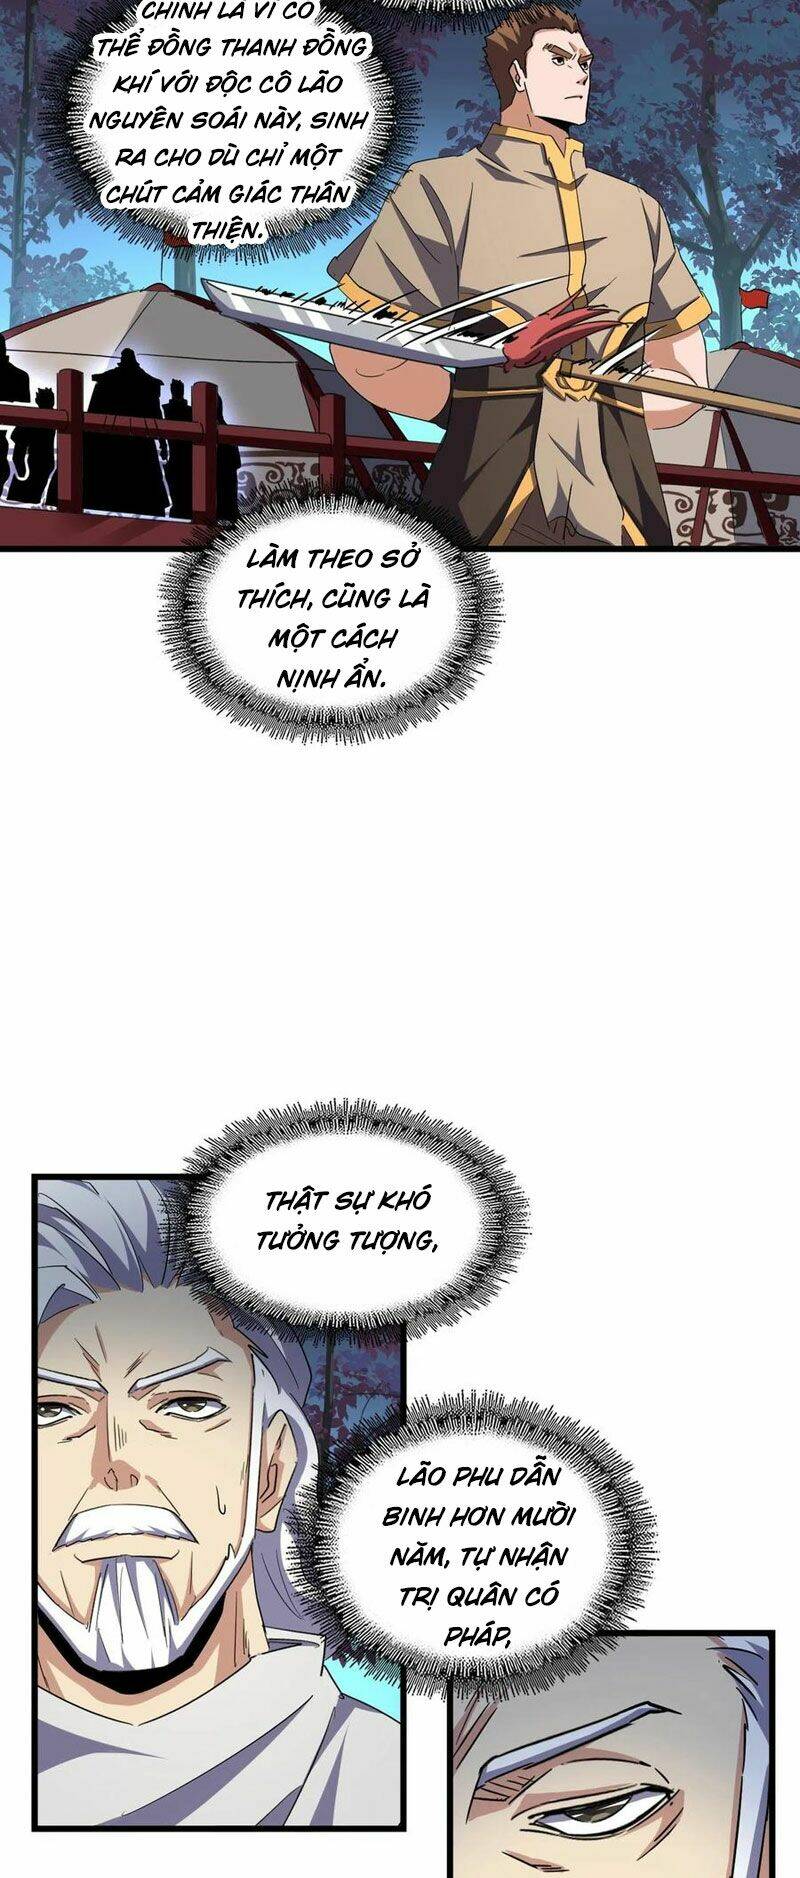 CHÍNH LÀ VÌ CÓ
THỂ ĐỒNG THANH ĐỒNG
KHÍ VỚI ĐỘC CÔ LÃO
NGUYÊN SOÁI NÀY, SINH
RA CHO DÙ CHỈ MỘT
CHÚT CẢM GIÁC THÂN
THIỆN.
LÀM THEO SỞ
THÍCH, CŨNG LÀ
MỘT CÁCH
NỊNH ẨN.
THẬT SỰ KHÓ
TƯỞNG TƯỢNG,
LÃO PHU DẪN
BINH HƠN MƯỜI
NĂM, TỰ NHẬN
TRỊ QUÂN CÓ
PHÁP,